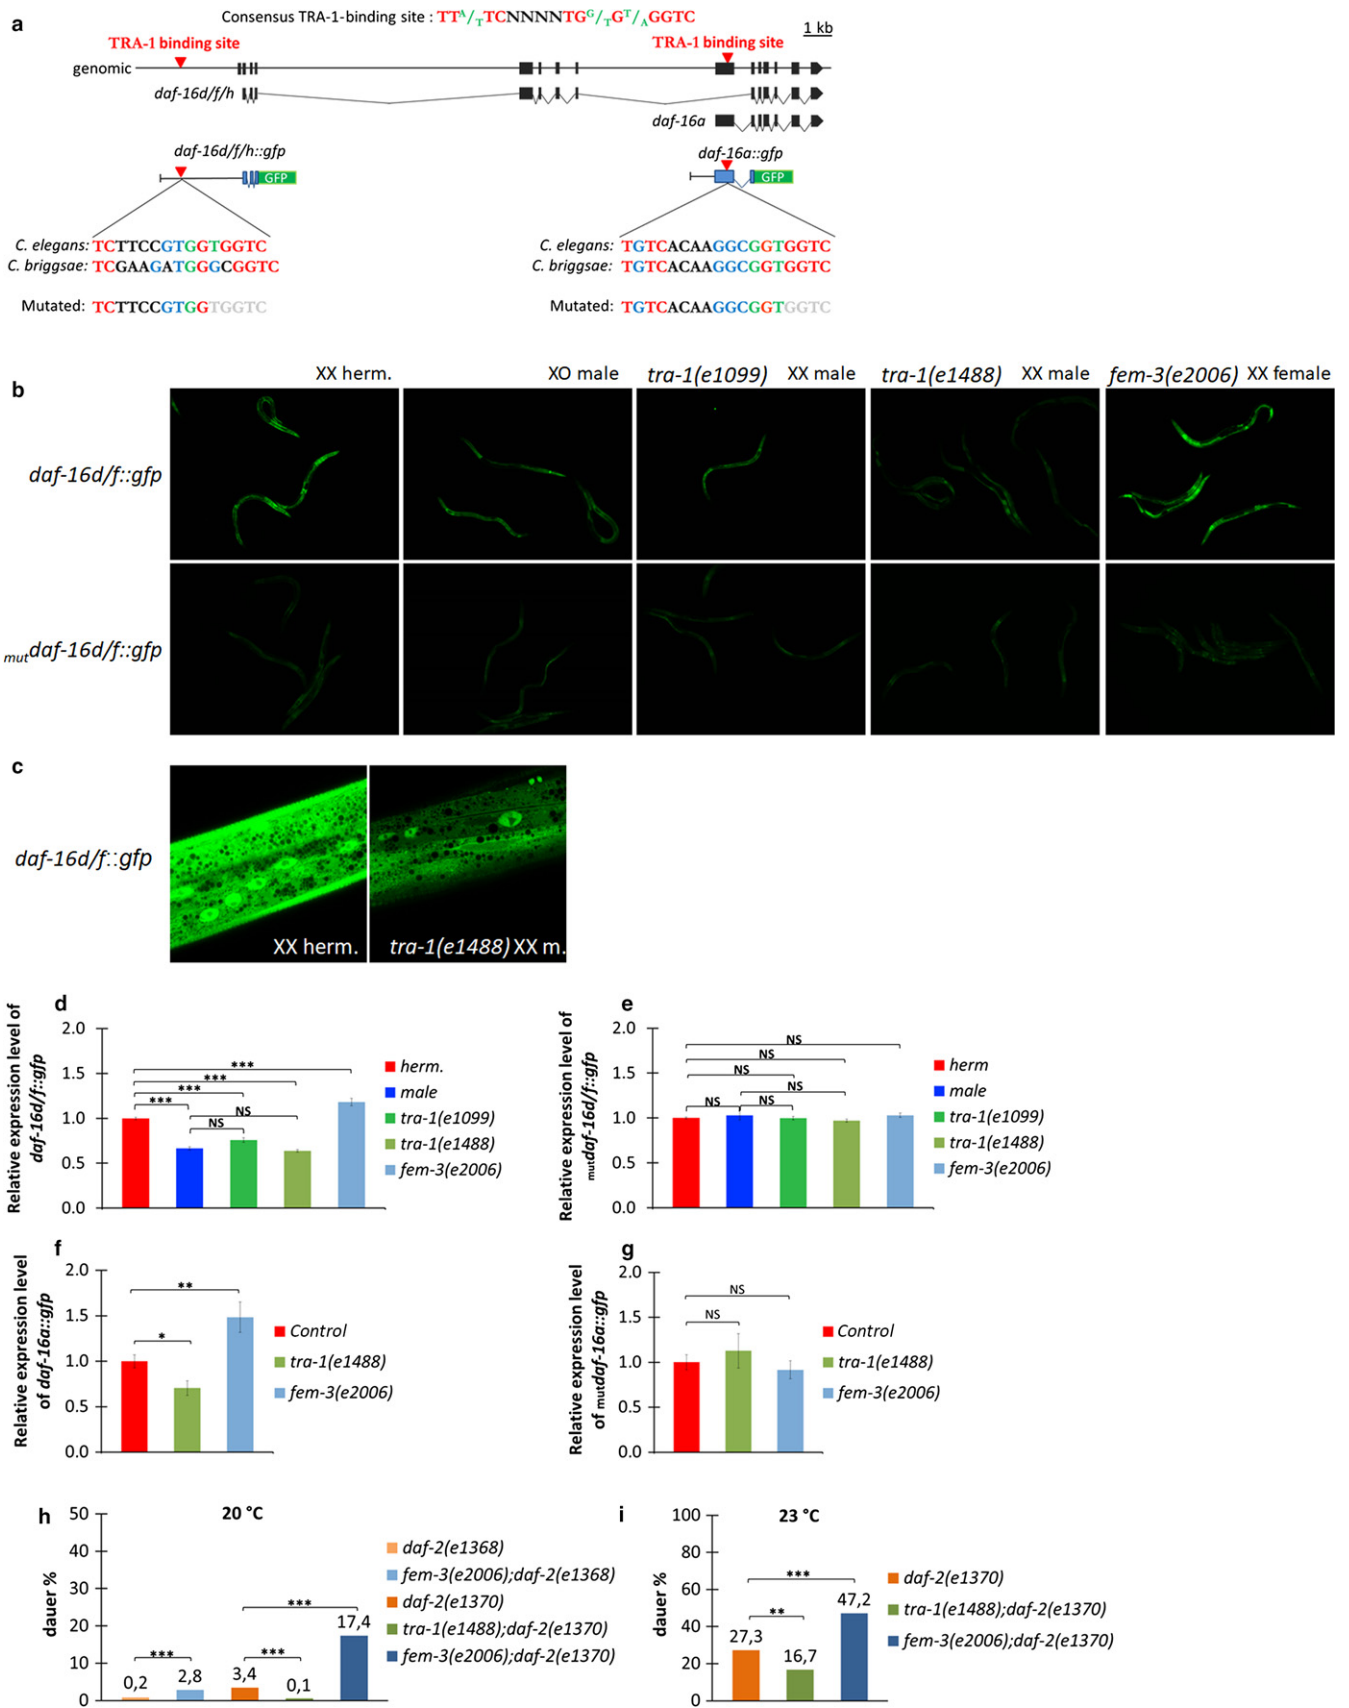 a
Consensus TRA-1-binding site : TTA/TTCNNNNTGG/TGT/AGGTC
1 kb
TRA-1 binding site
TRA-1 binding site
genomic
daf-16d/f/h
daf-16a
daf-16d/f/h::gfp
daf-16a::gfp
GFP
GFP
C. elegans: TCTTCCGTGGTGGTC
C. elegans: TGTCACAAGGCGGTGGTC
C. briggsae: TCGAAGATGGGCGGTC
C. briggsae: TGTCACAAGGCGGTGGTC
Mutated: TCTTCCGTGGTGGTC
Mutated: TGTCACAAGGCGGTGGTC
b
XX herm.
XO male
tra-1(e1099) XX male
tra-1(e1488) XX male
fem-3(e2006) XX female
daf-16d/f::gfp
mutdaf-16d/f::gfp
c
daf-16d/f::gfp
XX herm.
tra-1(e1488) XX m.
d
Relative expression level of
daf-16d/f::gfp
2.0
1.5
1.0
0.5
0.0
***
***
***
***
NS
NS
herm.
male
tra-1(e1099)
tra-1(e1488)
fem-3(e2006)
e
Relative expression level of
mutdaf-16d/f::gfp
2.0
1.5
1.0
0.5
0.0
NS
NS
NS
NS
NS
NS
herm
male
tra-1(e1099)
tra-1(e1488)
fem-3(e2006)
f
Relative expression level
of daf-16a::gfp
2.0
1.5
1.0
0.5
0.0
**
*
Control
tra-1(e1488)
fem-3(e2006)
g
Relative expression level
of mutdaf-16a::gfp
2.0
1.5
1.0
0.5
0.0
NS
NS
Control
tra-1(e1488)
fem-3(e2006)
h
20 °C
dauer %
50
40
30
20
10
0
***
***
***
0,2
2,8
3,4
0,1
17,4
daf-2(e1368)
fem-3(e2006);daf-2(e1368)
daf-2(e1370)
tra-1(e1488);daf-2(e1370)
fem-3(e2006);daf-2(e1370)
i
23 °C
dauer %
100
80
60
40
20
0
***
**
27,3
16,7
47,2
daf-2(e1370)
tra-1(e1488);daf-2(e1370)
fem-3(e2006);daf-2(e1370)